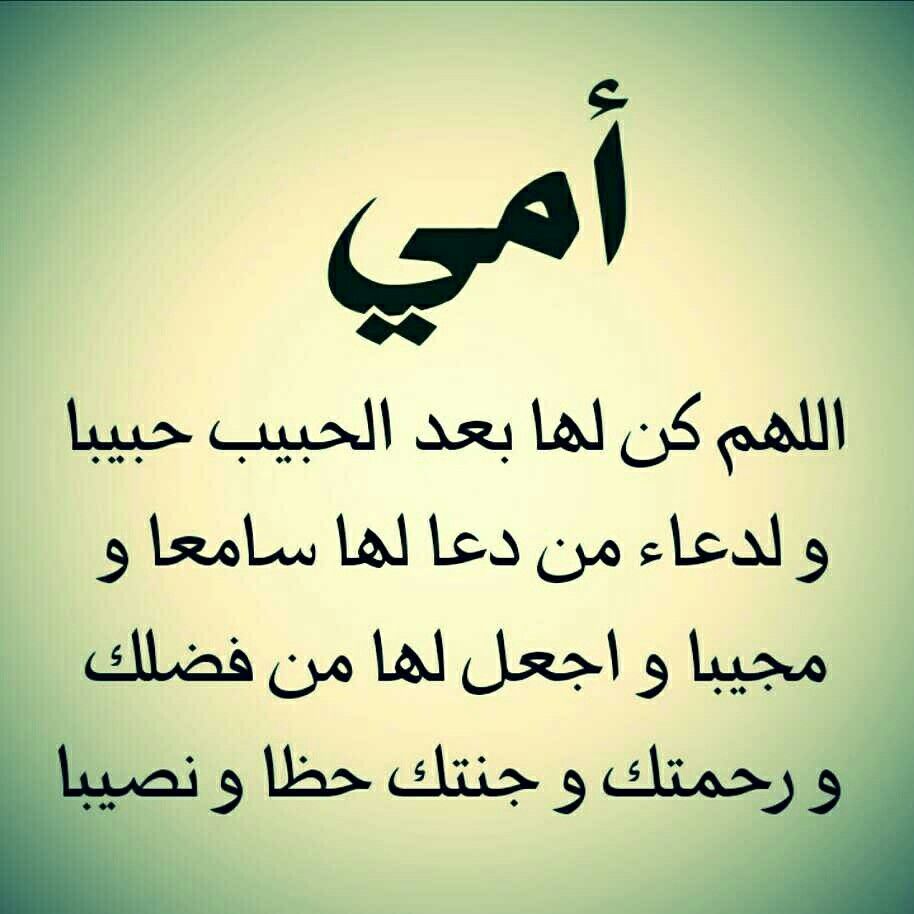 أمي
اللهم كن لها بعد الحبيب حبيبا
و لدعاء من دعا لها سامعا و
مجيبا و اجعل لها من فضلك
و رحمتك و جنتك حظا و نصيبا